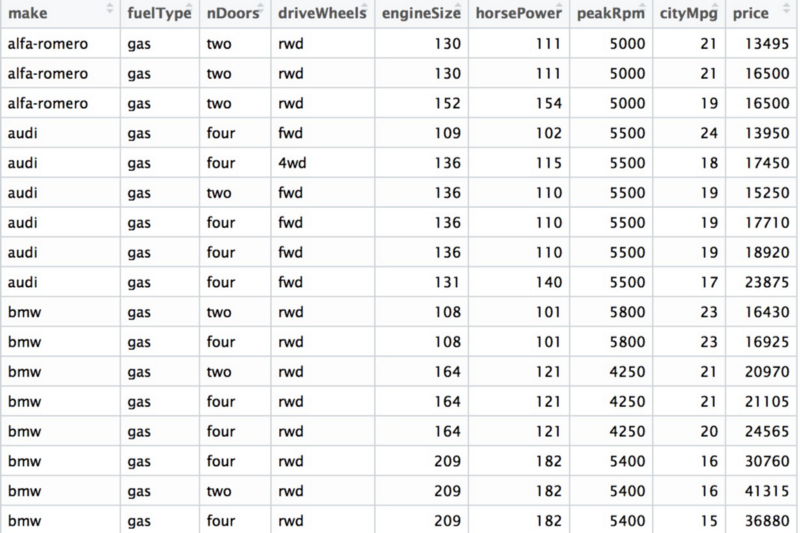 make fuelType nDoors driveWheels engineSize horsePower peakRpm cityMpg price
alfa-romero gas two rwd 130 111 5000 21 13495
alfa-romero gas two rwd 130 111 5000 21 16500
alfa-romero gas two rwd 152 154 5000 19 16500
audi gas four fwd 109 102 5500 24 13950
audi gas four 4wd 136 115 5500 18 17450
audi gas two fwd 136 110 5500 19 15250
audi gas four fwd 136 110 5500 19 17710
audi gas four fwd 136 110 5500 19 18920
audi gas four fwd 131 140 5500 17 23875
bmw gas two rwd 108 101 5800 23 16430
bmw gas four rwd 108 101 5800 23 16925
bmw gas two rwd 164 121 4250 21 20970
bmw gas four rwd 164 121 4250 21 21105
bmw gas four rwd 164 121 4250 20 24565
bmw gas four rwd 209 182 5400 16 30760
bmw gas two rwd 209 182 5400 16 41315
bmw gas four rwd 209 182 5400 15 36880